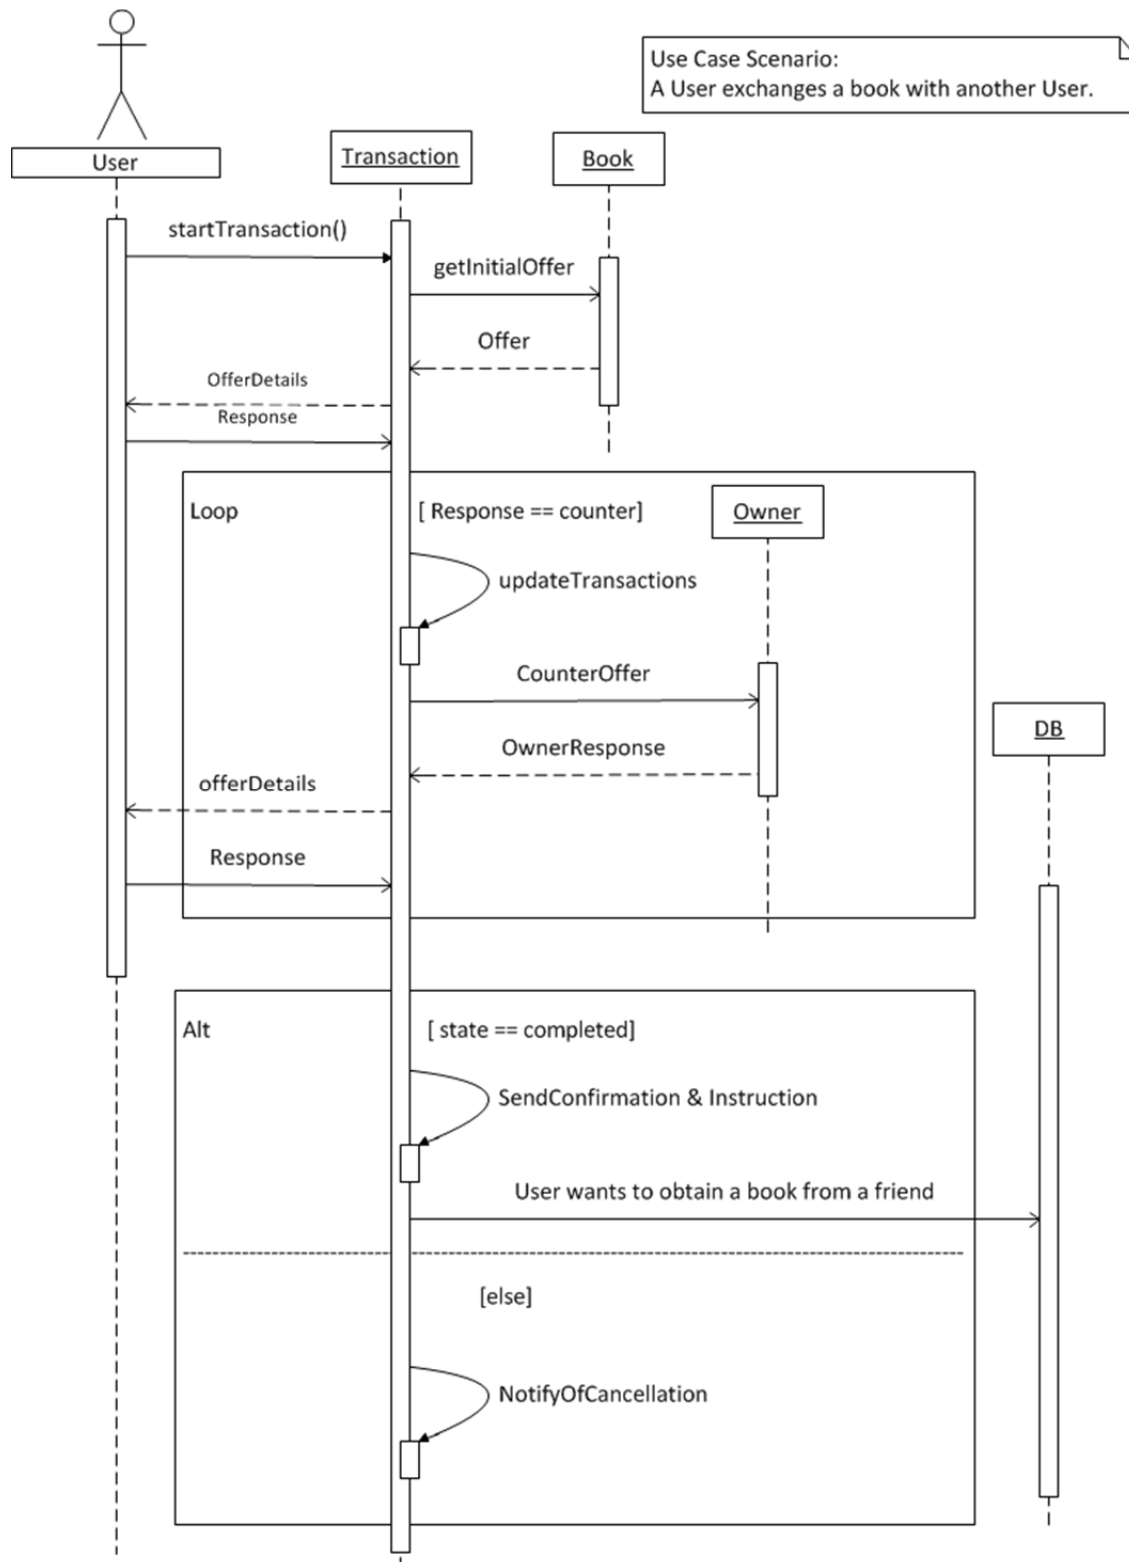 Use Case Scenario:
A User exchanges a book with another User.
User
Transaction
Book
startTransaction()
getInitialOffer
Offer
OfferDetails
Response
Loop
[ Response == counter]
Owner
updateTransactions
CounterOffer
DB
OwnerResponse
offerDetails
Response
Alt
[ state == completed]
SendConfirmation & Instruction
User wants to obtain a book from a friend
[else]
NotifyOfCancellation